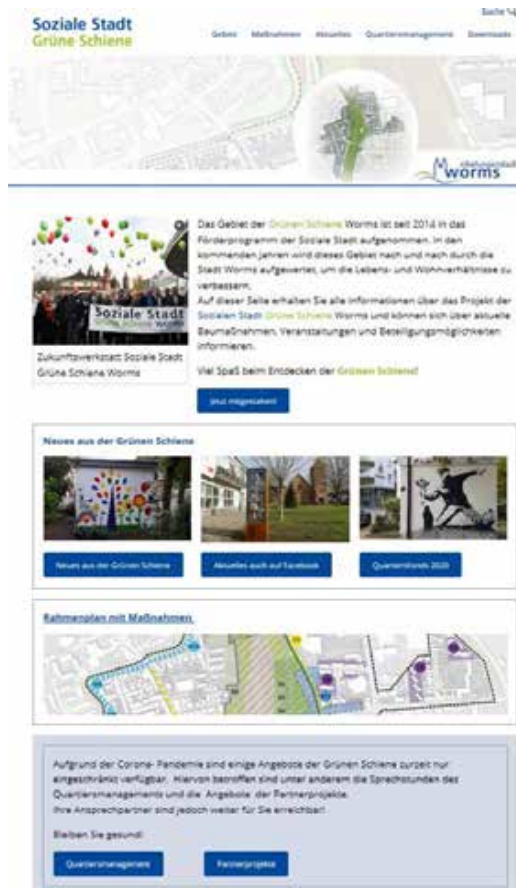 Suche
Soziale Stadt
Grüne Schiene
Gebiet Maßnahmen Aktuelles Quartiersmanagement Downloads
nibelungenstadt
worms
Das Gebiet der Grünen Schiene Worms ist seit 2014 in das
Förderprogramm der Soziale Stadt aufgenommen. In den
kommenden Jahren wird dieses Gebiet nach und nach durch die
Stadt Worms aufgewertet, um die Lebens- und Wohnverhältnisse zu
verbessern.
Auf dieser Seite erhalten Sie alle Informationen über das Projekt der
Sozialen Stadt Grüne Schiene Worms und können sich über aktuelle
Baumaßnahmen, Veranstaltungen und Beteiligungsmöglichkeiten
informieren.
Viel Spaß beim Entdecken der Grünen Schiene!
Soziale Stadt
Zukunftswerkstatt Soziale Stadt
Grüne Schiene Worms
Jetzt mitgestalten!
Neues aus der Grünen Schiene
Neues aus der Grünen Schiene
Aktuelles auch auf Facebook
Quartiersfonds 2020
Rahmenplan mit Maßnahmen
Aufgrund der Corona- Pandemie sind einige Angebote der Grünen Schiene zurzeit nur
eingeschränkt verfügbar. Hiervon betroffen sind unter anderem die Sprechstunden des
Quartiersmanagements und die Angebote der Partnerprojekte.
Ihre Ansprechpartner sind jedoch weiter für Sie erreichbar!
Bleiben Sie gesund!
Quartiersmanagement
Partnerprojekte